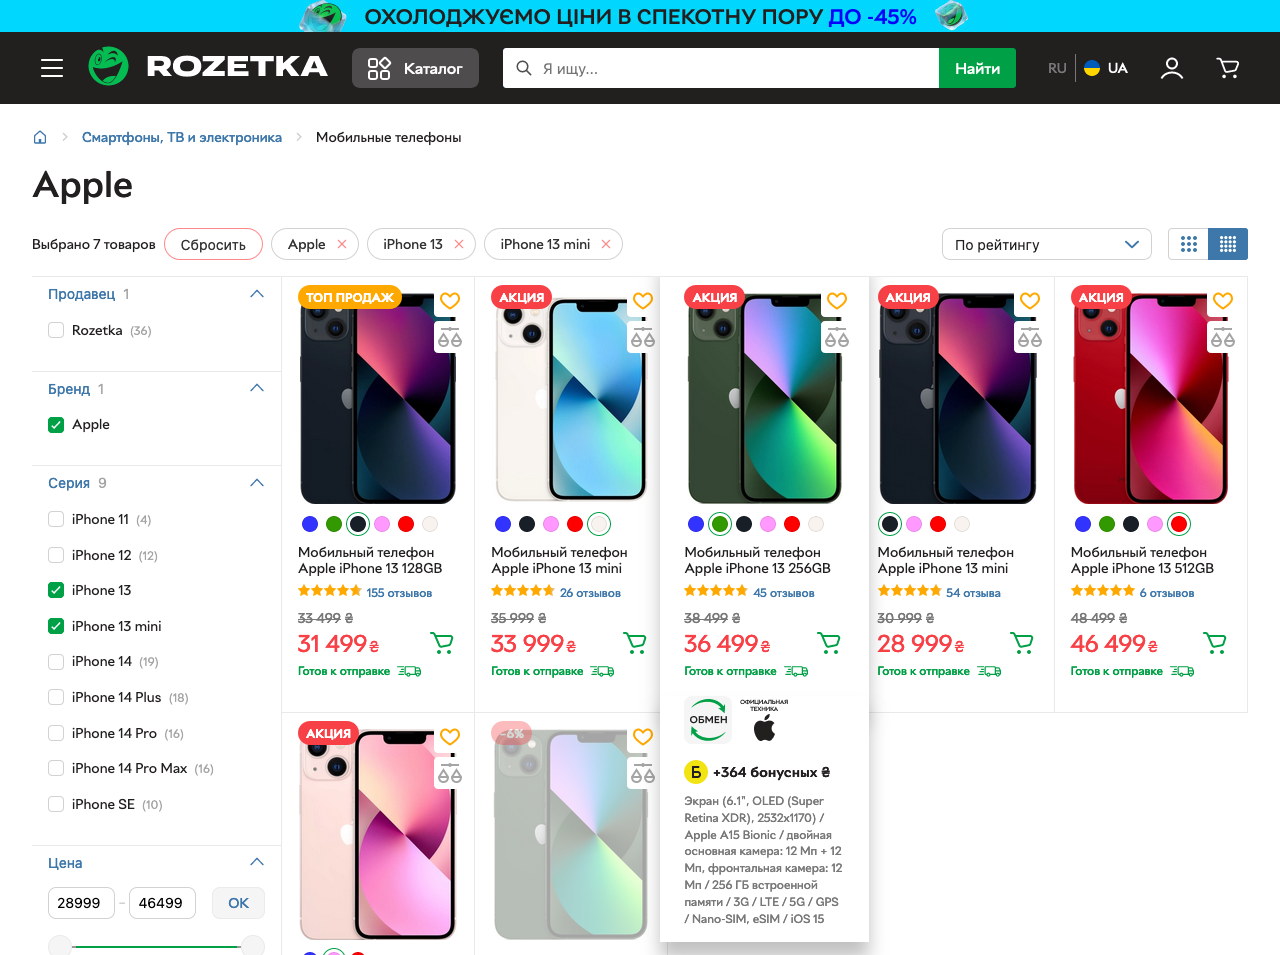 ОХОЛОДЖУЄМО ЦІНИ В СПЕКОТНУ ПОРУ ДО -45%
ROZETKA
Каталог
Я ищу...
Найти
RU
UA
Смартфоны, ТВ и электроника
Мобильные телефоны
Apple
Выбрано 7 товаров
Сбросить
Apple
iPhone 13
iPhone 13 mini
По рейтингу
Продавец 1
Rozetka (36)
Бренд 1
Apple
Серия 9
iPhone 11 (4)
iPhone 12 (12)
iPhone 13
iPhone 13 mini
iPhone 14 (19)
iPhone 14 Plus (18)
iPhone 14 Pro (16)
iPhone 14 Pro Max (16)
iPhone SE (10)
Цена
28999 – 46499 OK
ТОП ПРОДАЖ
Мобильный телефон
Apple iPhone 13 128GB
155 отзывов
33 499 ₴
31 499 ₴
Готов к отправке
АКЦИЯ
Мобильный телефон
Apple iPhone 13 mini
26 отзывов
35 999 ₴
33 999 ₴
Готов к отправке
АКЦИЯ
Мобильный телефон
Apple iPhone 13 256GB
45 отзывов
38 499 ₴
36 499 ₴
Готов к отправке
ОБМЕН
ОФИЦИАЛЬНАЯ
ТЕХНИКА
Б +364 бонусных ₴
Экран (6.1", OLED (Super
Retina XDR), 2532x1170) /
Apple A15 Bionic / двойная
основная камера: 12 Мп + 12
Мп, фронтальная камера: 12
Мп / 256 ГБ встроенной
памяти / 3G / LTE / 5G / GPS
/ Nano-SIM, eSIM / iOS 15
АКЦИЯ
Мобильный телефон
Apple iPhone 13 mini
54 отзыва
30 999 ₴
28 999 ₴
Готов к отправке
АКЦИЯ
Мобильный телефон
Apple iPhone 13 512GB
6 отзывов
48 499 ₴
46 499 ₴
Готов к отправке
АКЦИЯ
-6%